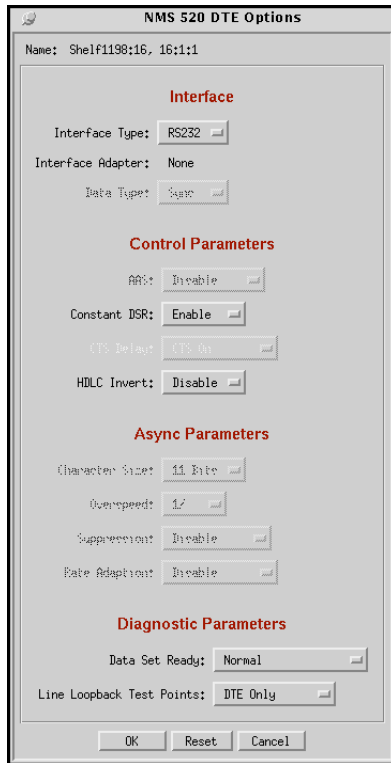 NMS 520 DTE Options
Name: Shelf1198:16, 16:1:1
Interface
Interface Type: RS232
Interface Adapter: None
Data Type: Sync
Control Parameters
AAS: Disable
Constant DSR: Enable
CTS Delay: CTS On
HDLC Invert: Disable
Async Parameters
Character Size: 11 Bits
Overspeed:
Suppression: Disable
Rate Adaption: Disable
Diagnostic Parameters
Data Set Ready: Normal
Line Loopback Test Points: DTE Only
OK Reset Cancel